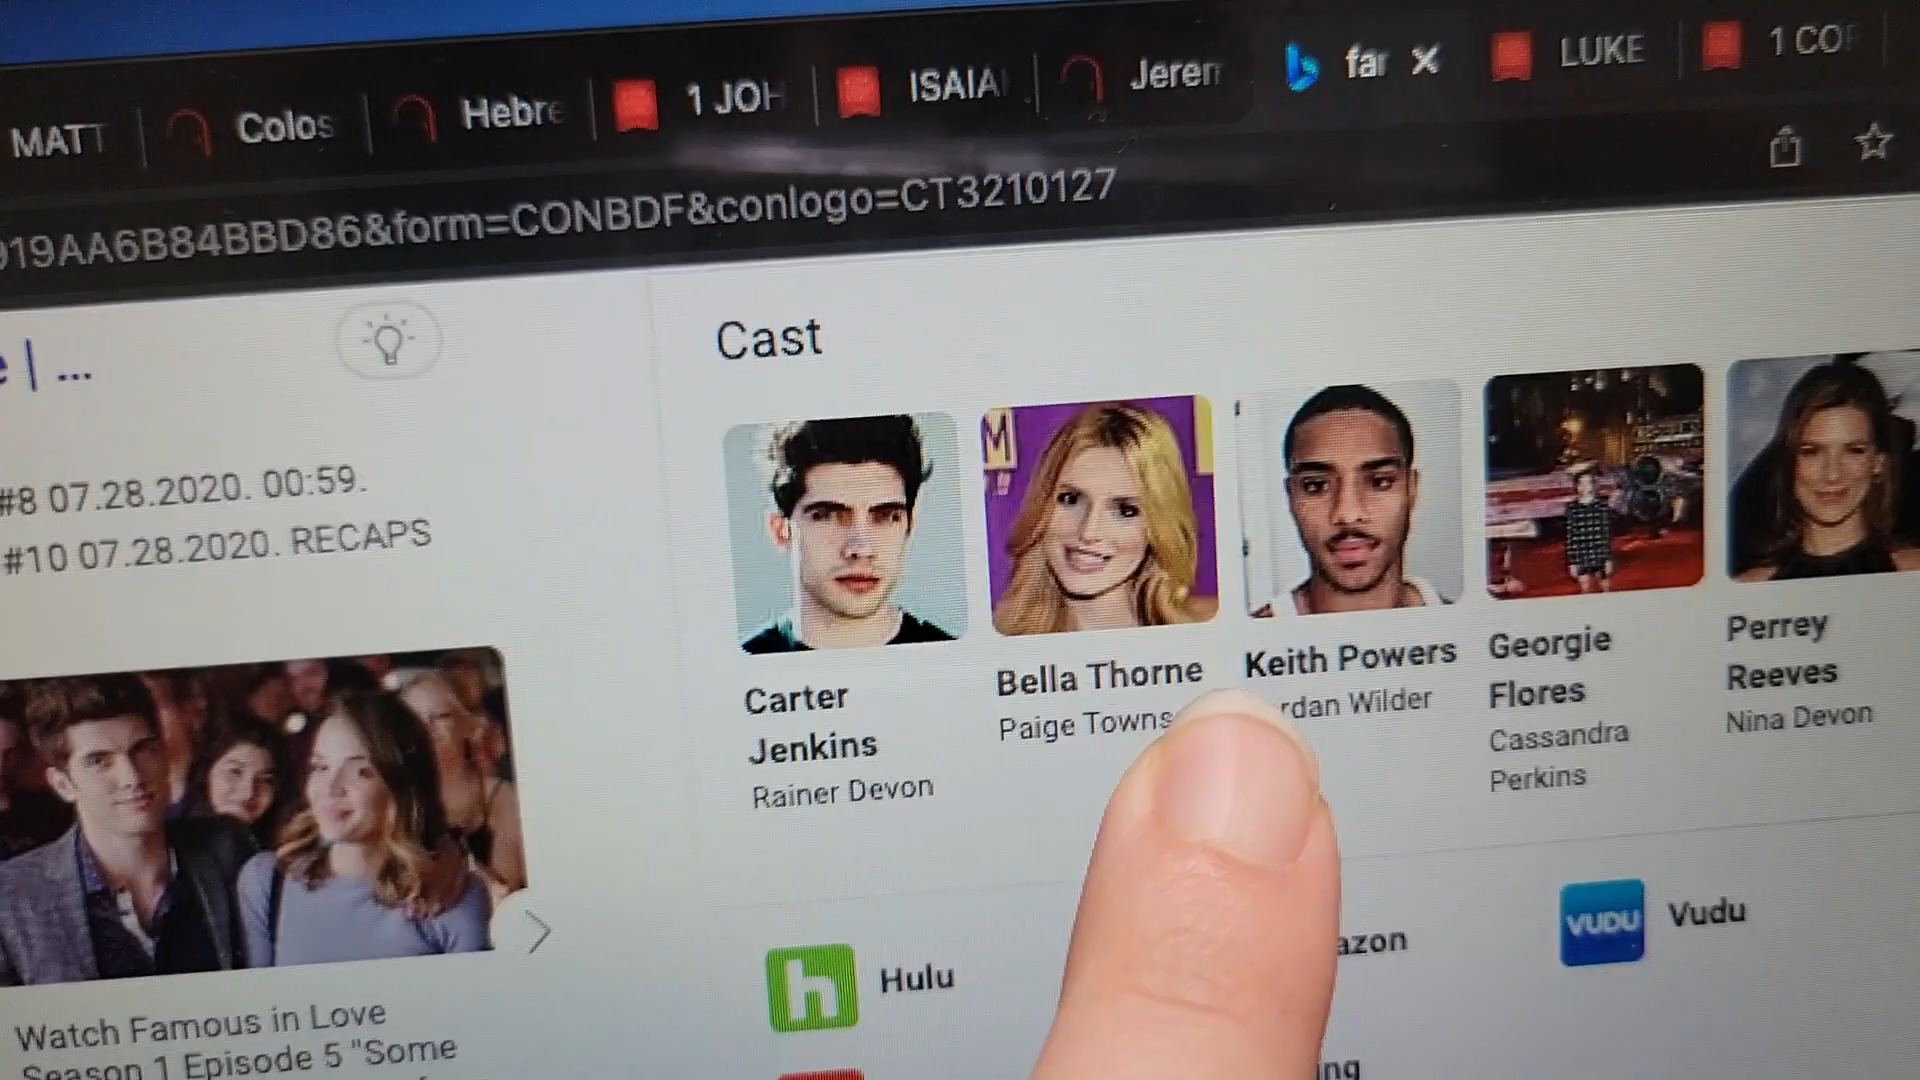 MATT
Colos
Hebre
1 JOH
ISAIA
Jerem
far
LUKE
1 COR
919AA6B84BBD86&form=CONBDF&conlogo=CT3210127
| ...
#8 07.28.2020. 00:59.
#10 07.28.2020. RECAPS
Watch Famous in Love
Season 1 Episode 5 "Some
Cast
M
Carter
Jenkins
Rainer Devon
Bella Thorne
Paige Towns
Keith Powers
rdan Wilder
Georgie
Flores
Cassandra
Perkins
Perrey
Reeves
Nina Devon
h
Hulu
azon
VUDU
Vudu
ing